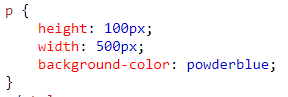 p {
    height: 100px;
    width: 500px;
    background-color: powderblue;
}